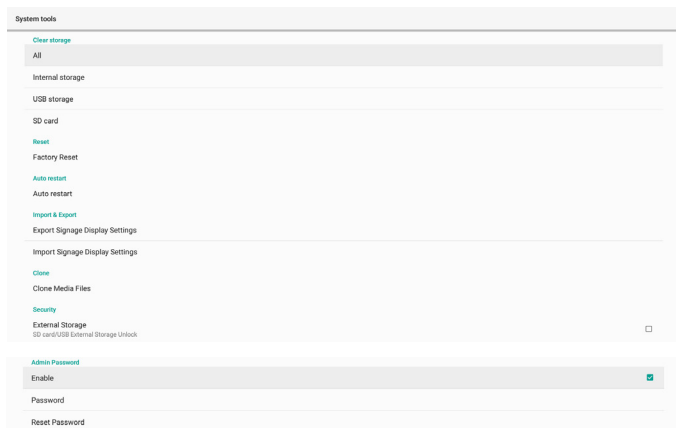 System tools
Clear storage
All
Internal storage
USB storage
SD card
Reset
Factory Reset
Auto restart
Auto restart
Import & Export
Export Signage Display Settings
Import Signage Display Settings
Clone
Clone Media Files
Security
External Storage
SD card/USB External Storage Unlock
Admin Password
Enable
Password
Reset Password